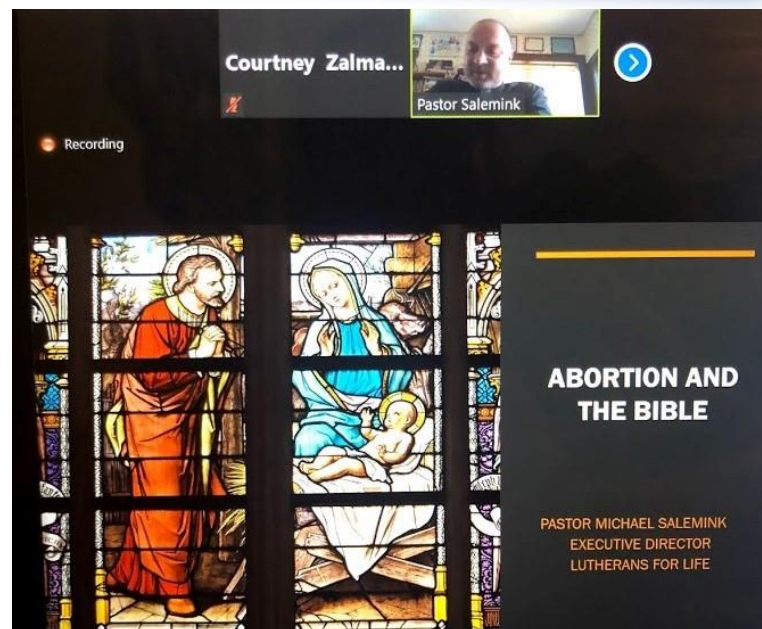 Courtney Zalma...
Pastor Salemink
Recording
ABORTION AND
THE BIBLE
PASTOR MICHAEL SALEMINK
EXECUTIVE DIRECTOR
LUTHERANS FOR LIFE